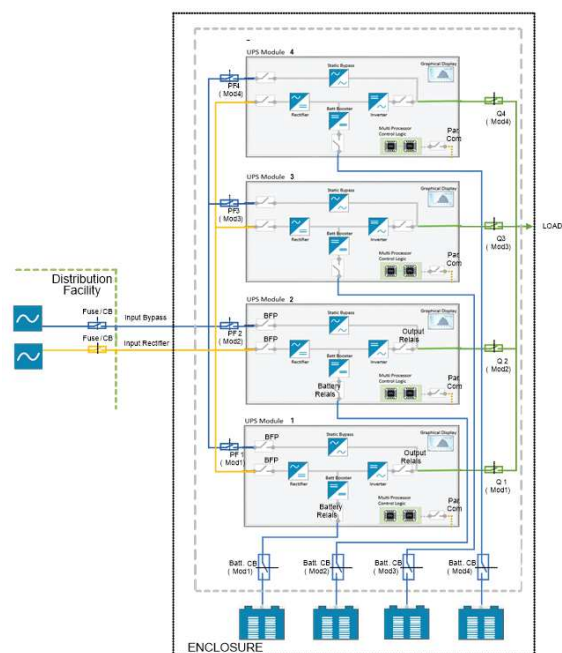 UPS Module 4
Static Bypass
Graphical Display
PF4
( Mod4)
Rectifier
Batt Booster
Inverter
Multi Processor
Control Logic
Par
Com
Q4
( Mod4)
UPS Module 3
Static Bypass
Graphical Display
PF3
( Mod3)
Rectifier
Batt Booster
Inverter
Multi Processor
Control Logic
Par
Com
Q3
( Mod3)
LOAD
Distribution
Facility
Fuse/CB
Input Bypass
Fuse/CB
Input Rectifier
UPS Module 2
Static Bypass
Graphical Display
PF 2
( Mod2)
BFP
BFP
Output
Relais
Rectifier
Batt Booster
Inverter
Battery
Relais
Multi Processor
Control Logic
Par
Com
Q 2
( Mod2)
UPS Module 1
Static Bypass
Graphical Display
PF 1
( Mod1)
BFP
BFP
Output
Relais
Rectifier
Batt Booster
Inverter
Battery
Relais
Multi Processor
Control Logic
Par
Com
Q 1
( Mod1)
Batt. CB
( Mod1)
Batt. CB
( Mod2)
Batt. CB
( Mod3)
Batt. CB
( Mod4)
ENCLOSURE